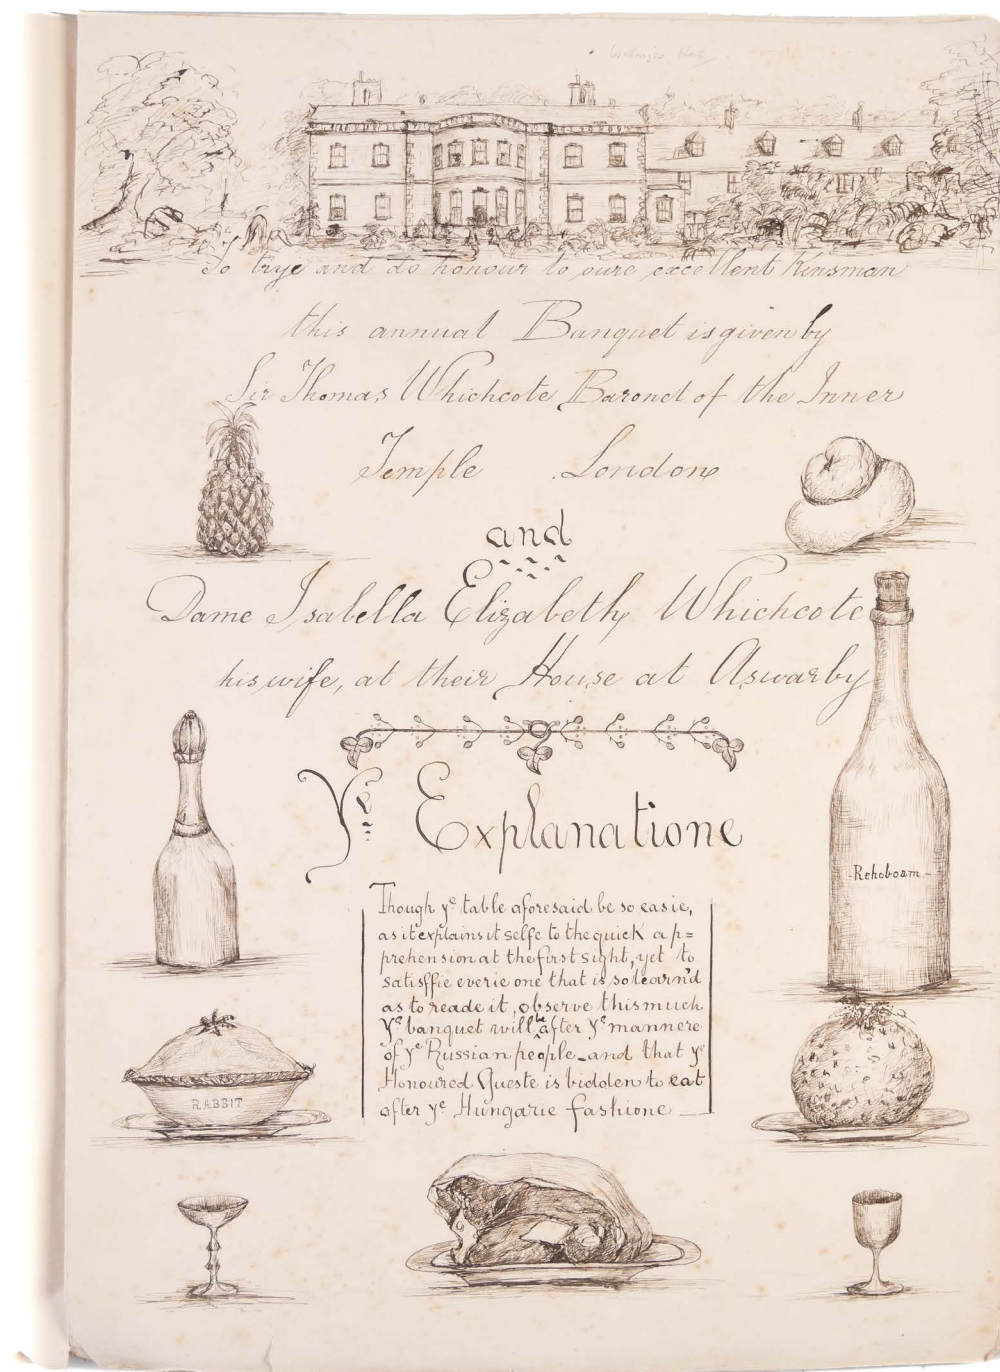 To trye and do honour to oure excellent Kinsman
this annual Banquet is given by
Sir Thomas Whichcote Baronet of the Inner
Temple London
and
Dame Isabella Elizabeth Whichcote
his wife, at their House at Aswarby
Ye Explanatione
Though ye table aforesaid be so easie,
as it explains it selfe to the quick ap=
prehension at the first sight, yet to
satisffie everie one that is so learn'd
as to reade it, observe this much
Ye banquet will be after Ye mannere
of ye Russian people and that ye
Honoured Gueste is bidden to eat
after ye Hungarie fashione
Rehoboam
RABBIT